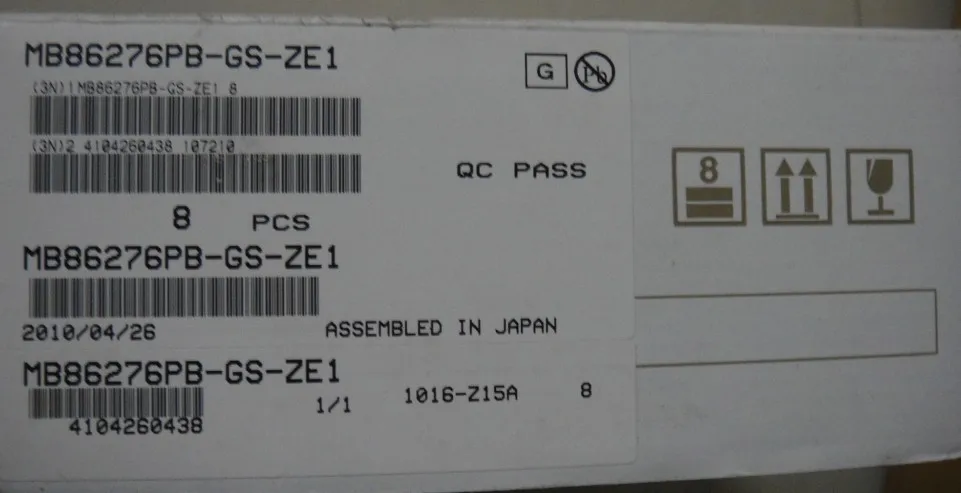 MB86276PB-GS-ZE1
G Pb
(3N)1 MB86276PB-GS-ZE1 8
(3N)2 4104260438 107210
QC PASS
8
8 PCS
MB86276PB-GS-ZE1
2010/04/26 ASSEMBLED IN JAPAN
MB86276PB-GS-ZE1
1/1 1016-Z15A 8
4104260438